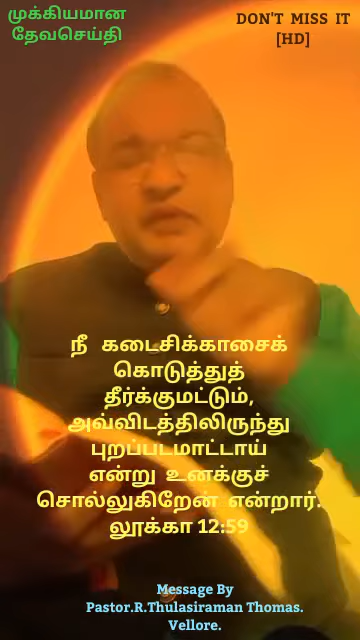 முக்கியமான
தேவசெய்தி
DON'T MISS IT
[HD]
நீ கடைசிக்காசைக்
கொடுத்துத்
தீர்க்குமட்டும்,
அவ்விடத்திலிருந்து
புறப்படமாட்டாய்
என்று உனக்குச்
சொல்லுகிறேன் என்றார்.
லூக்கா 12:59
Message By
Pastor.R.Thulasiraman Thomas.
Vellore.